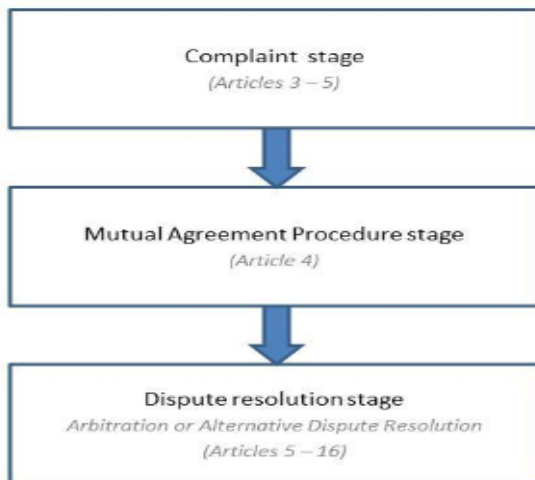 Complaint stage
(Articles 3 – 5)
Mutual Agreement Procedure stage
(Article 4)
Dispute resolution stage
Arbitration or Alternative Dispute Resolution
(Articles 5 – 16)